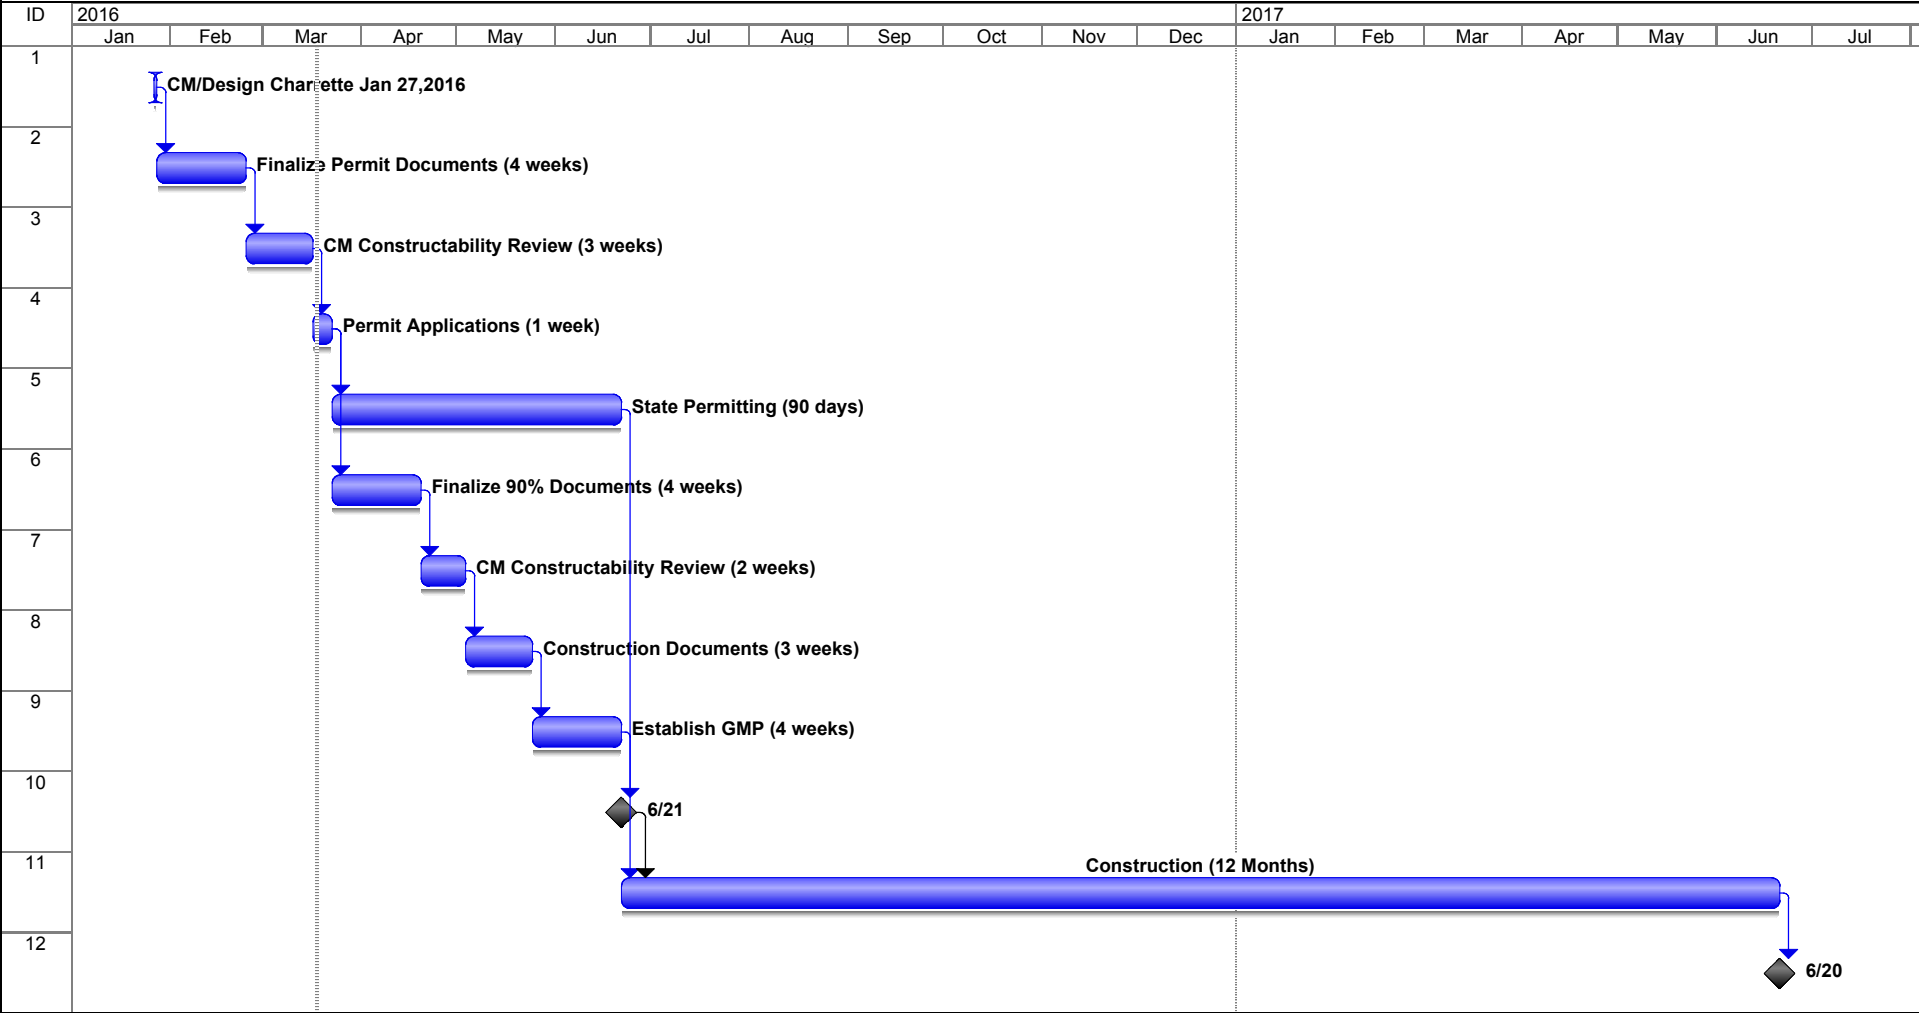 ID 2016 2017
Jan Feb Mar Apr May Jun Jul Aug Sep Oct Nov Dec Jan Feb Mar Apr May Jun Jul
1
CM/Design Charrette Jan 27,2016
2
Finalize Permit Documents (4 weeks)
3
CM Constructability Review (3 weeks)
4
Permit Applications (1 week)
5
State Permitting (90 days)
6
Finalize 90% Documents (4 weeks)
7
CM Constructability Review (2 weeks)
8
Construction Documents (3 weeks)
9
Establish GMP (4 weeks)
10
6/21
11
Construction (12 Months)
12
6/20